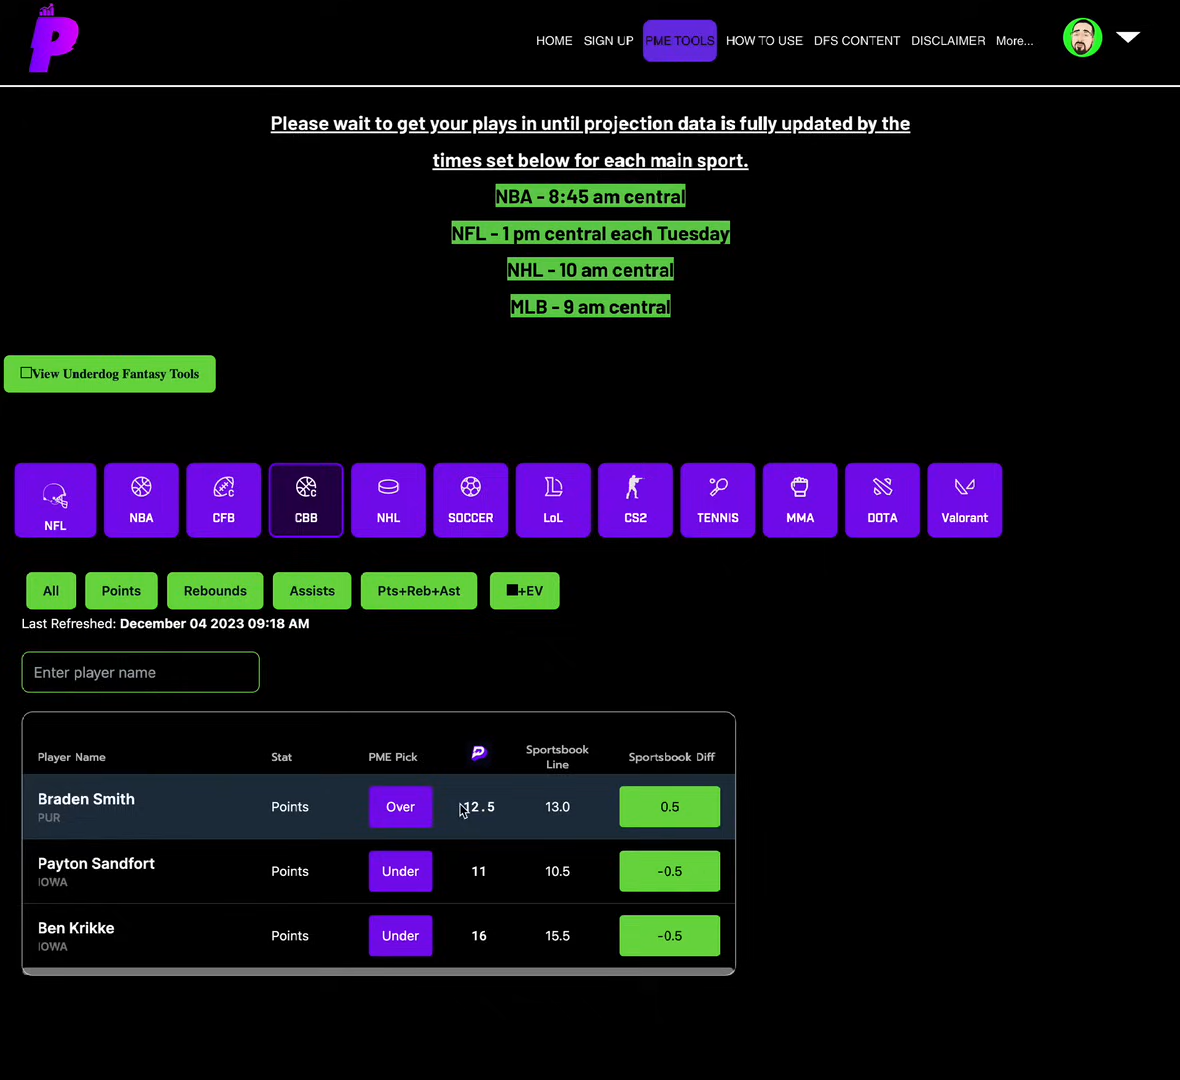 HOME SIGN UP PME TOOLS HOW TO USE DFS CONTENT DISCLAIMER More...
Please wait to get your plays in until projection data is fully updated by the
times set below for each main sport.
NBA - 8:45 am central
NFL - 1 pm central each Tuesday
NHL - 10 am central
MLB - 9 am central
View Underdog Fantasy Tools
NFL NBA CFB CBB NHL SOCCER LoL CS2 TENNIS MMA DOTA Valorant
All Points Rebounds Assists Pts+Reb+Ast +EV
Last Refreshed: December 04 2023 09:18 AM
Enter player name
Player Name Stat PME Pick P Sportsbook Line Sportsbook Diff
Braden Smith Points Over 12.5 13.0 0.5
PUR
Payton Sandfort Points Under 11 10.5 -0.5
IOWA
Ben Krikke Points Under 16 15.5 -0.5
IOWA